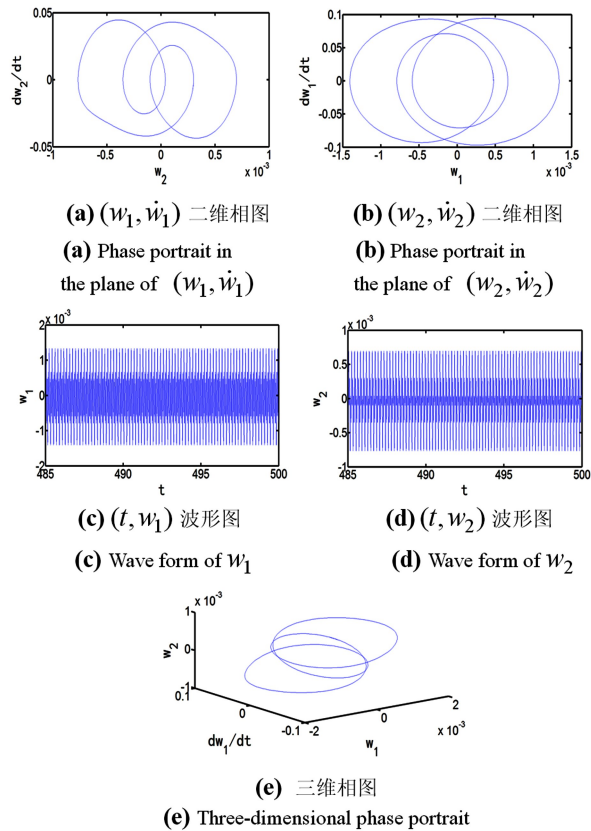 0.05
0
-0.05
-1
-0.5
0
0.5
1
x 10⁻³
dw₂/dt
w₂
0.1
0.05
0
-0.05
-0.1
-1.5
-1
-0.5
0
0.5
1
1.5
x 10⁻³
dw₁/dt
w₁
(a) (w₁, ẇ₁) 二维相图
(b) (w₂, ẇ₂) 二维相图
(a) Phase portrait in
the plane of (w₁, ẇ₁)
(b) Phase portrait in
the plane of (w₂, ẇ₂)
x 10⁻³
2
1
0
-1
-2
485
490
495
500
w₁
t
x 10⁻³
1
0.5
0
-0.5
-1
485
490
495
500
w₂
t
(c) (t, w₁) 波形图
(d) (t, w₂) 波形图
(c) Wave form of w₁
(d) Wave form of w₂
x 10⁻³
1
0
-1
w₂
0.1
0
-0.1
dw₁/dt
-2
0
2
x 10⁻³
w₁
(e) 三维相图
(e) Three-dimensional phase portrait